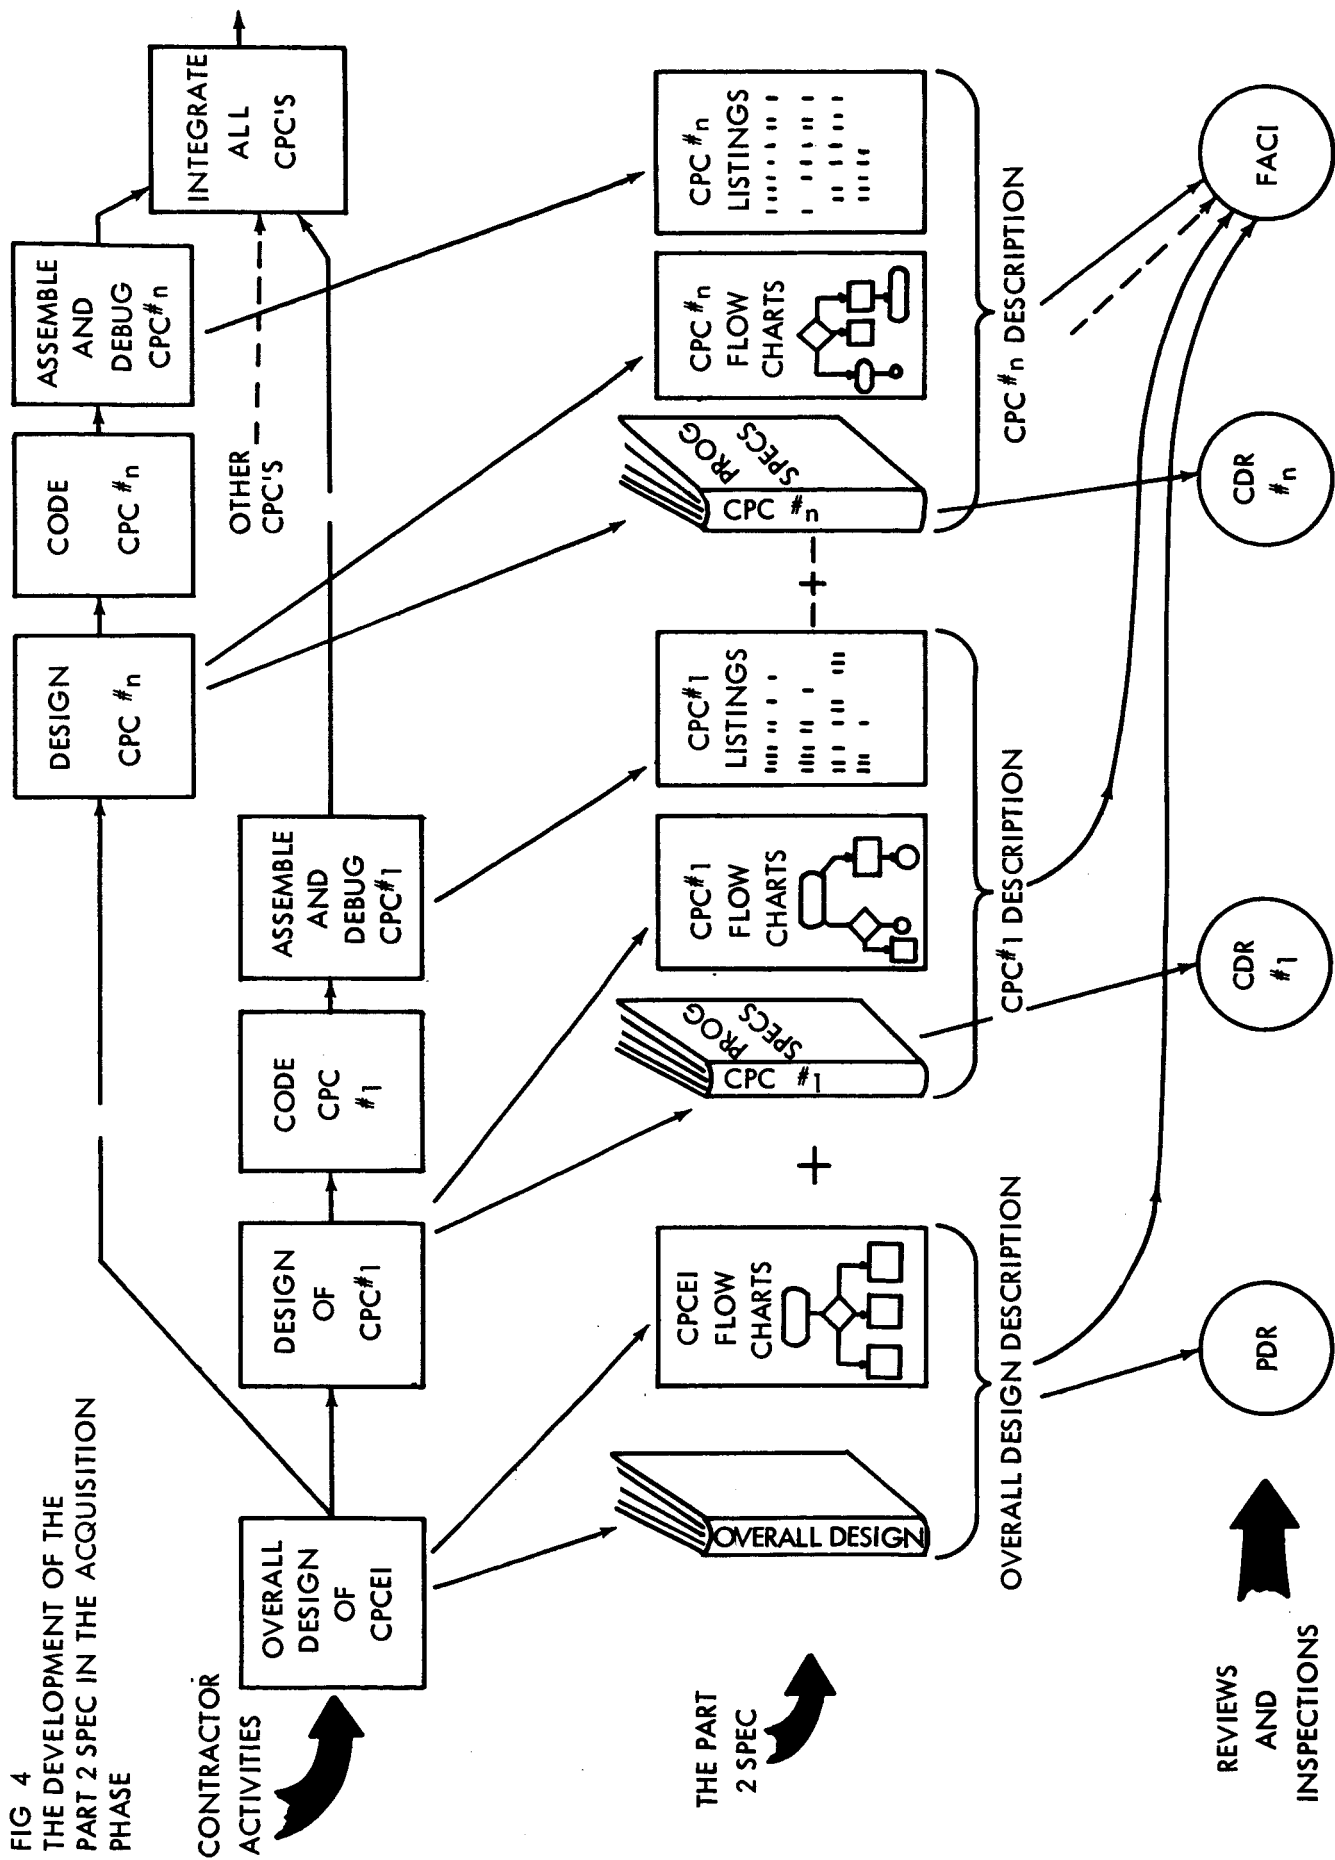 FIG 4
THE DEVELOPMENT OF THE
PART 2 SPEC IN THE ACQUISITION
PHASE
CONTRACTOR
ACTIVITIES
OVERALL
DESIGN
OF
CPCEI
DESIGN
OF
CPC#1
CODE
CPC
#1
ASSEMBLE
AND
DEBUG
CPC#1
DESIGN
CPC #n
CODE
CPC #n
ASSEMBLE
AND
DEBUG
CPC#n
OTHER
CPC'S
INTEGRATE
ALL
CPC'S
THE PART
2 SPEC
OVERALL DESIGN
CPCEI
FLOW
CHARTS
OVERALL DESIGN DESCRIPTION
+
PROG
SPECS
CPC #1
CPC#1
FLOW
CHARTS
CPC#1
LISTINGS
CPC#1 DESCRIPTION
+
PROG
SPECS
CPC #n
CPC #n
FLOW
CHARTS
CPC #n
LISTINGS
CPC #n DESCRIPTION
REVIEWS
AND
INSPECTIONS
PDR
CDR
#1
CDR
#n
FACI